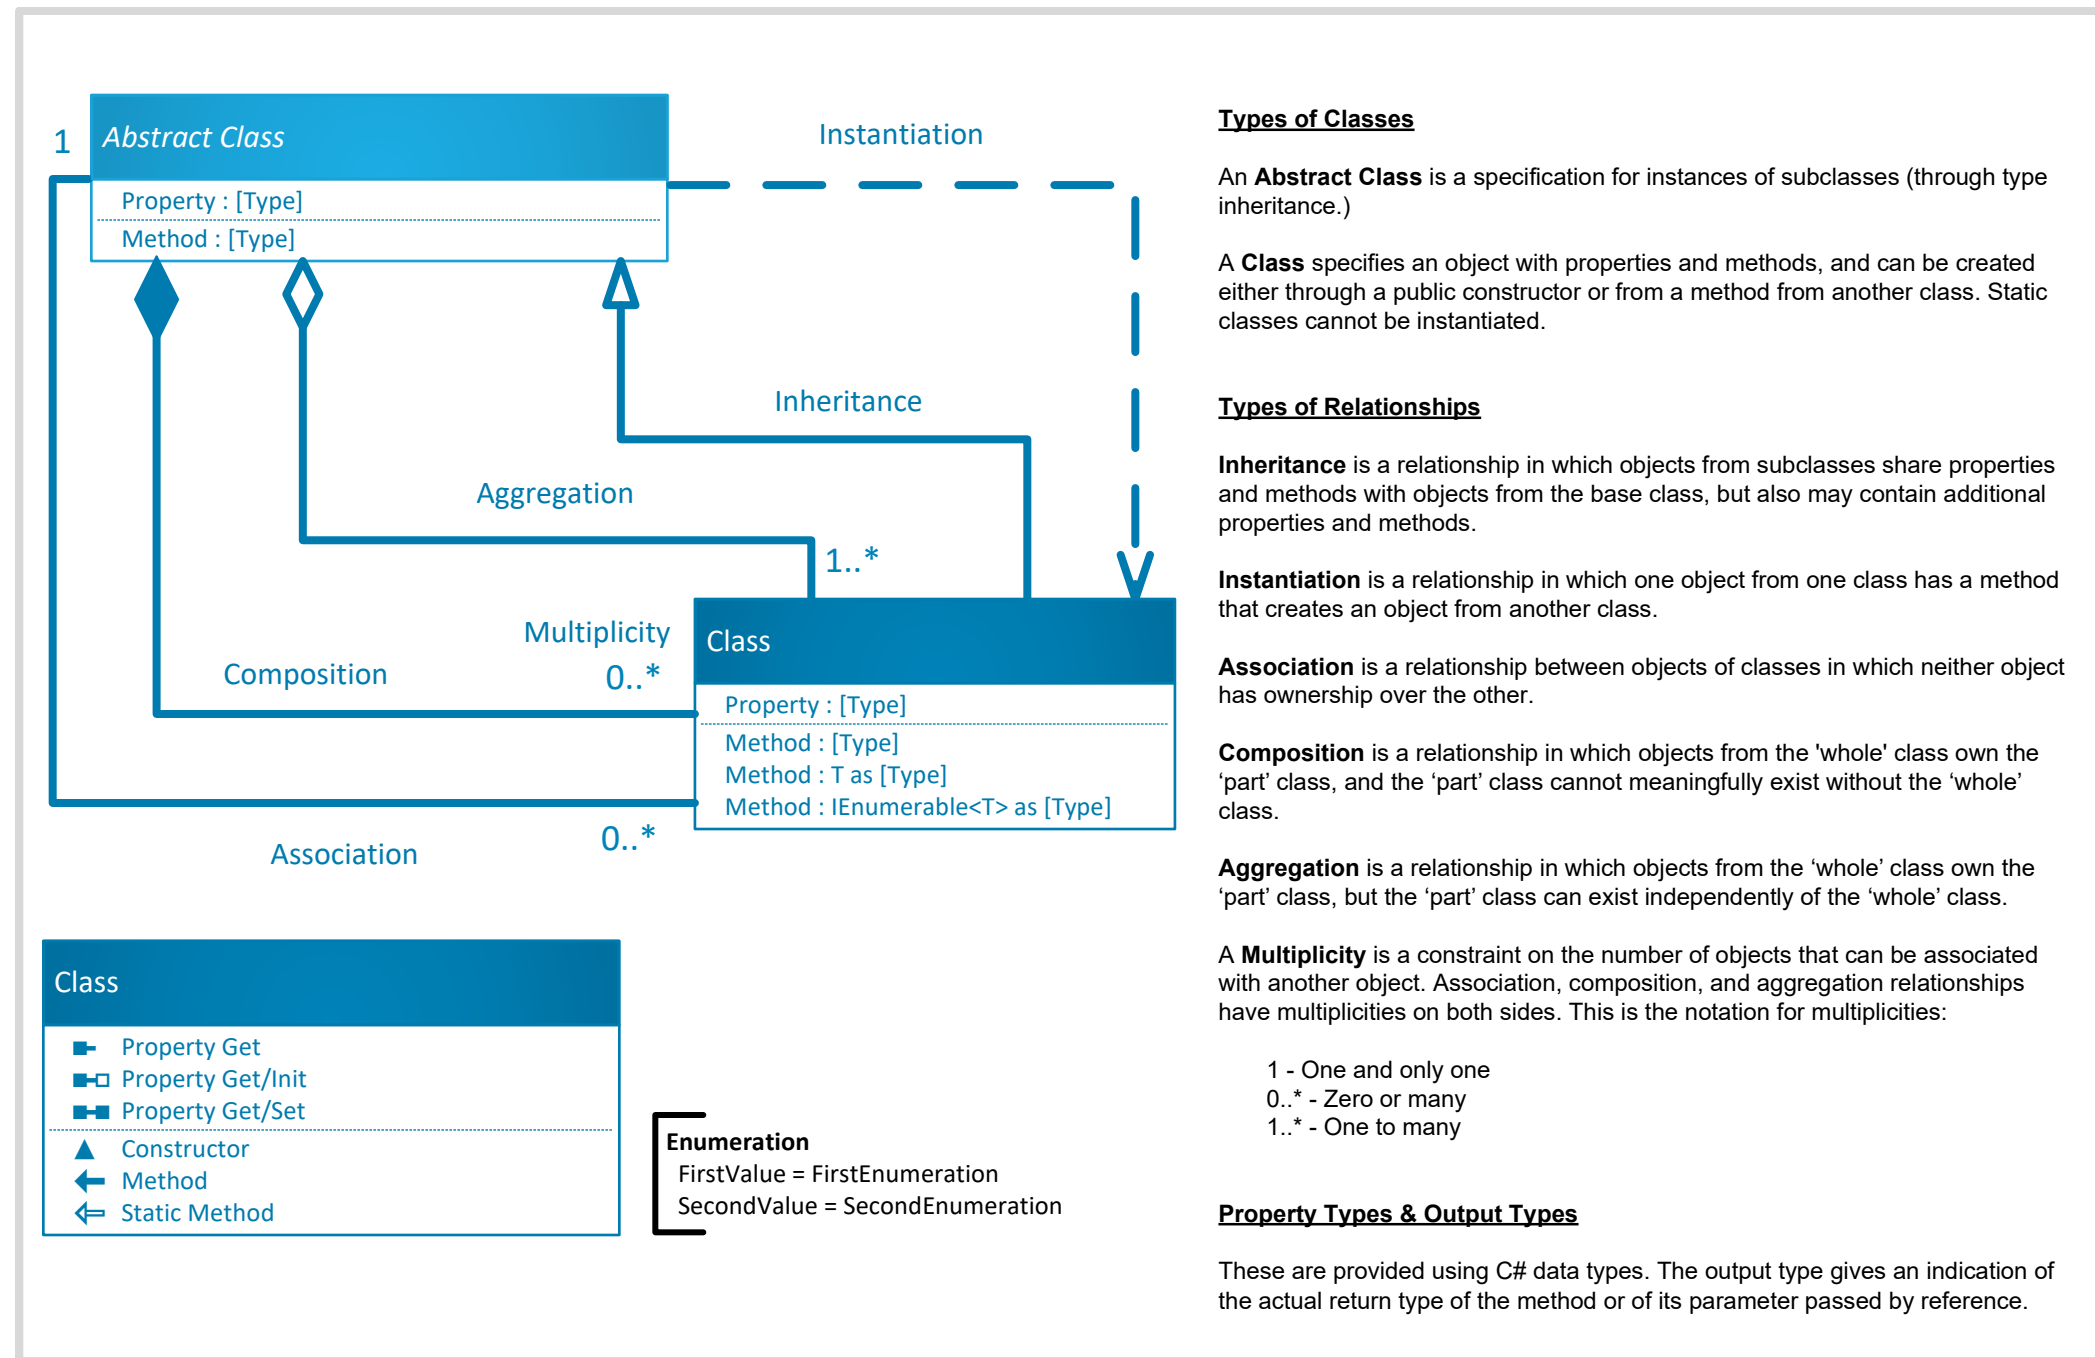 1
Abstract Class
Property : [Type]
Method : [Type]
Instantiation
Inheritance
Aggregation
1..*
Multiplicity
0..*
Composition
Class
Property : [Type]
Method : [Type]
Method : T as [Type]
Method : IEnumerable<T> as [Type]
0..*
Association
Class
Property Get
Property Get/Init
Property Get/Set
Constructor
Method
Static Method
Enumeration
FirstValue = FirstEnumeration
SecondValue = SecondEnumeration
Types of Classes
An Abstract Class is a specification for instances of subclasses (through type
inheritance.)
A Class specifies an object with properties and methods, and can be created
either through a public constructor or from a method from another class. Static
classes cannot be instantiated.
Types of Relationships
Inheritance is a relationship in which objects from subclasses share properties
and methods with objects from the base class, but also may contain additional
properties and methods.
Instantiation is a relationship in which one object from one class has a method
that creates an object from another class.
Association is a relationship between objects of classes in which neither object
has ownership over the other.
Composition is a relationship in which objects from the 'whole' class own the
‘part’ class, and the ‘part’ class cannot meaningfully exist without the ‘whole’
class.
Aggregation is a relationship in which objects from the ‘whole’ class own the
‘part’ class, but the ‘part’ class can exist independently of the ‘whole’ class.
A Multiplicity is a constraint on the number of objects that can be associated
with another object. Association, composition, and aggregation relationships
have multiplicities on both sides. This is the notation for multiplicities:
1 - One and only one
0..* - Zero or many
1..* - One to many
Property Types & Output Types
These are provided using C# data types. The output type gives an indication of
the actual return type of the method or of its parameter passed by reference.